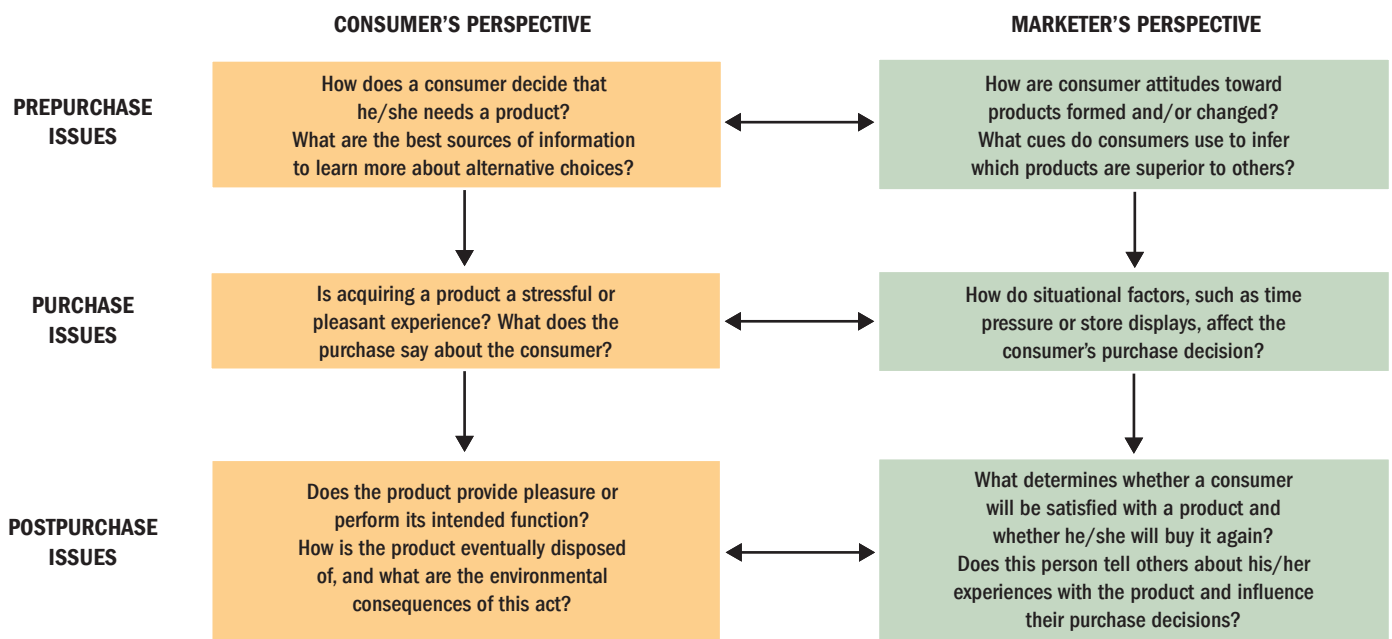 CONSUMER'S PERSPECTIVE
MARKETER'S PERSPECTIVE
PREPURCHASE
ISSUES
How does a consumer decide that
he/she needs a product?
What are the best sources of information
to learn more about alternative choices?
How are consumer attitudes toward
products formed and/or changed?
What cues do consumers use to infer
which products are superior to others?
PURCHASE
ISSUES
Is acquiring a product a stressful or
pleasant experience? What does the
purchase say about the consumer?
How do situational factors, such as time
pressure or store displays, affect the
consumer's purchase decision?
POSTPURCHASE
ISSUES
Does the product provide pleasure or
perform its intended function?
How is the product eventually disposed
of, and what are the environmental
consequences of this act?
What determines whether a consumer
will be satisfied with a product and
whether he/she will buy it again?
Does this person tell others about his/her
experiences with the product and influence
their purchase decisions?